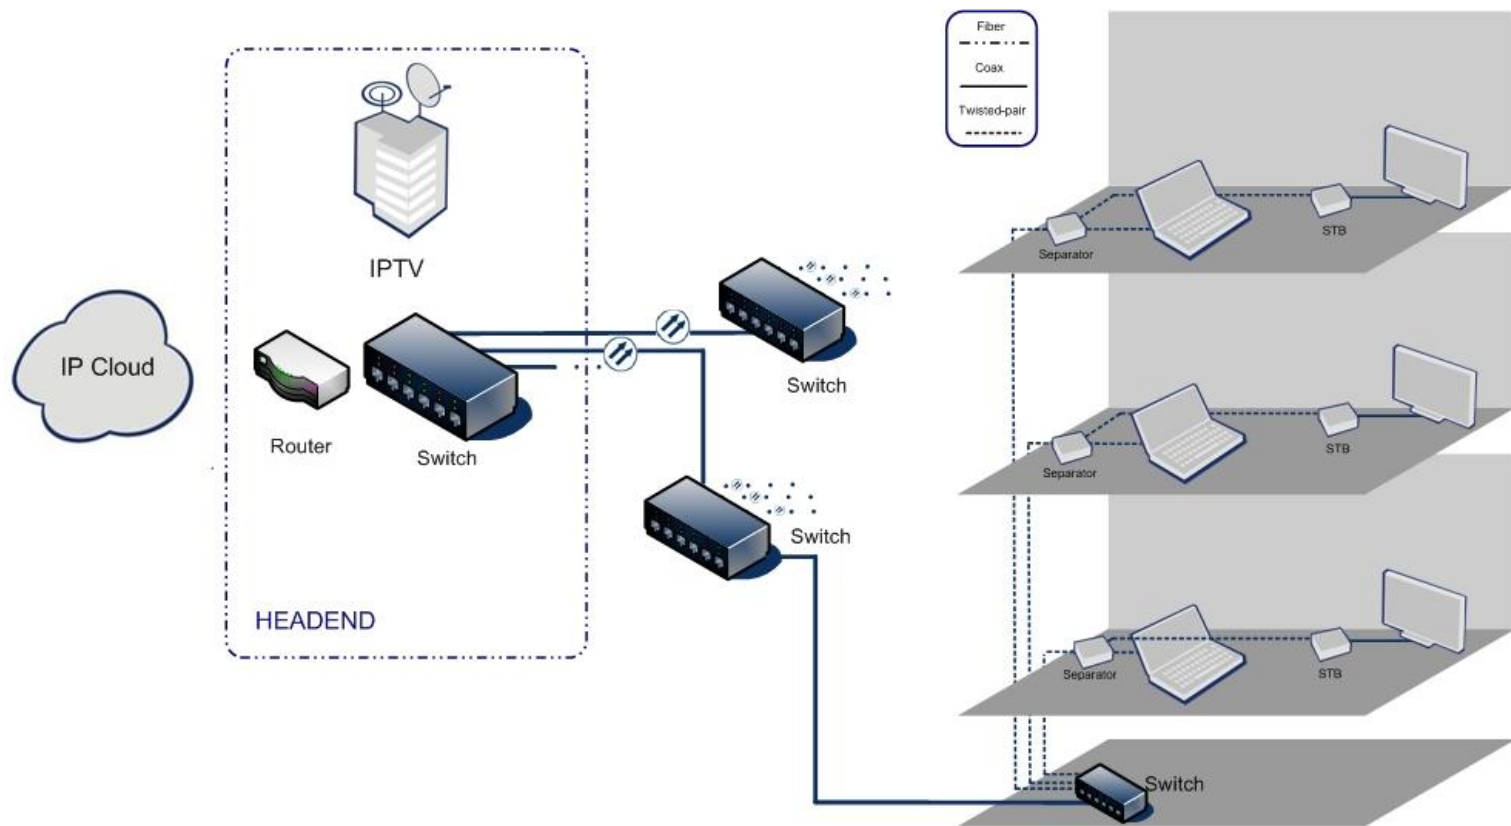 Fiber
Coax
Twisted-pair
IPTV
IP Cloud
Router
Switch
HEADEND
Switch
Switch
Separator
STB
Separator
STB
Separator
STB
Switch